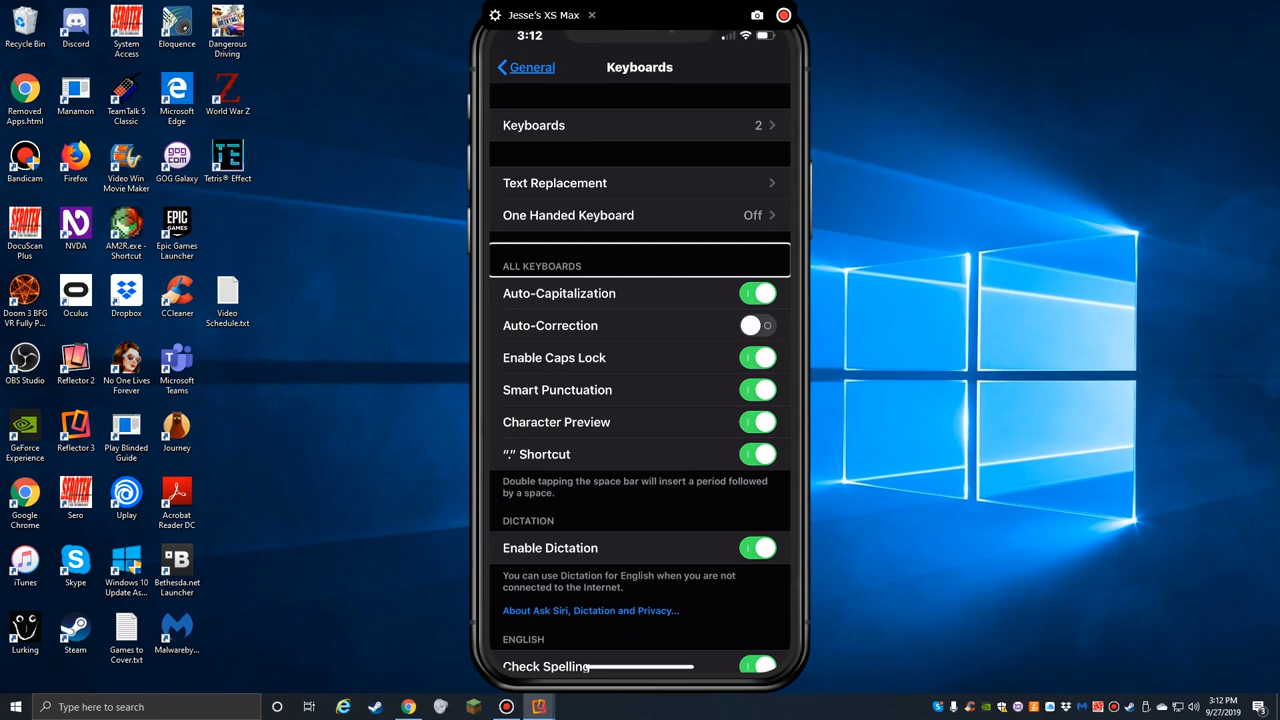 Recycle Bin
Discord
System
Access
Eloquence
Dangerous
Driving
Removed
Apps.html
Manamon
TeamTalk 5
Classic
Microsoft
Edge
World War Z
Bandicam
Firefox
Video Win
Movie Maker
GOG Galaxy
Tetris® Effect
DocuScan
Plus
NVDA
AM2R.exe -
Shortcut
Epic Games
Launcher
Doom 3 BFG
VR Fully P...
Oculus
Dropbox
CCleaner
Video
Schedule.txt
OBS Studio
Reflector 2
No One Lives
Forever
Microsoft
Teams
GeForce
Experience
Reflector 3
Play Blinded
Guide
Journey
Google
Chrome
Sero
Uplay
Acrobat
Reader DC
iTunes
Skype
Windows 10
Update As...
Bethesda.net
Launcher
Lurking
Steam
Games to
Cover.txt
Malwareby...
SEROTEK
GOG
COM
TE
EPIC
GAMES
Jesse's XS Max
3:12
General
Keyboards
Keyboards 2
Text Replacement
One Handed Keyboard Off
ALL KEYBOARDS
Auto-Capitalization
Auto-Correction
Enable Caps Lock
Smart Punctuation
Character Preview
“.” Shortcut
Double tapping the space bar will insert a period followed
by a space.
DICTATION
Enable Dictation
You can use Dictation for English when you are not
connected to the Internet.
About Ask Siri, Dictation and Privacy...
ENGLISH
Check Spelling
Type here to search
3:12 PM
9/27/2019
3